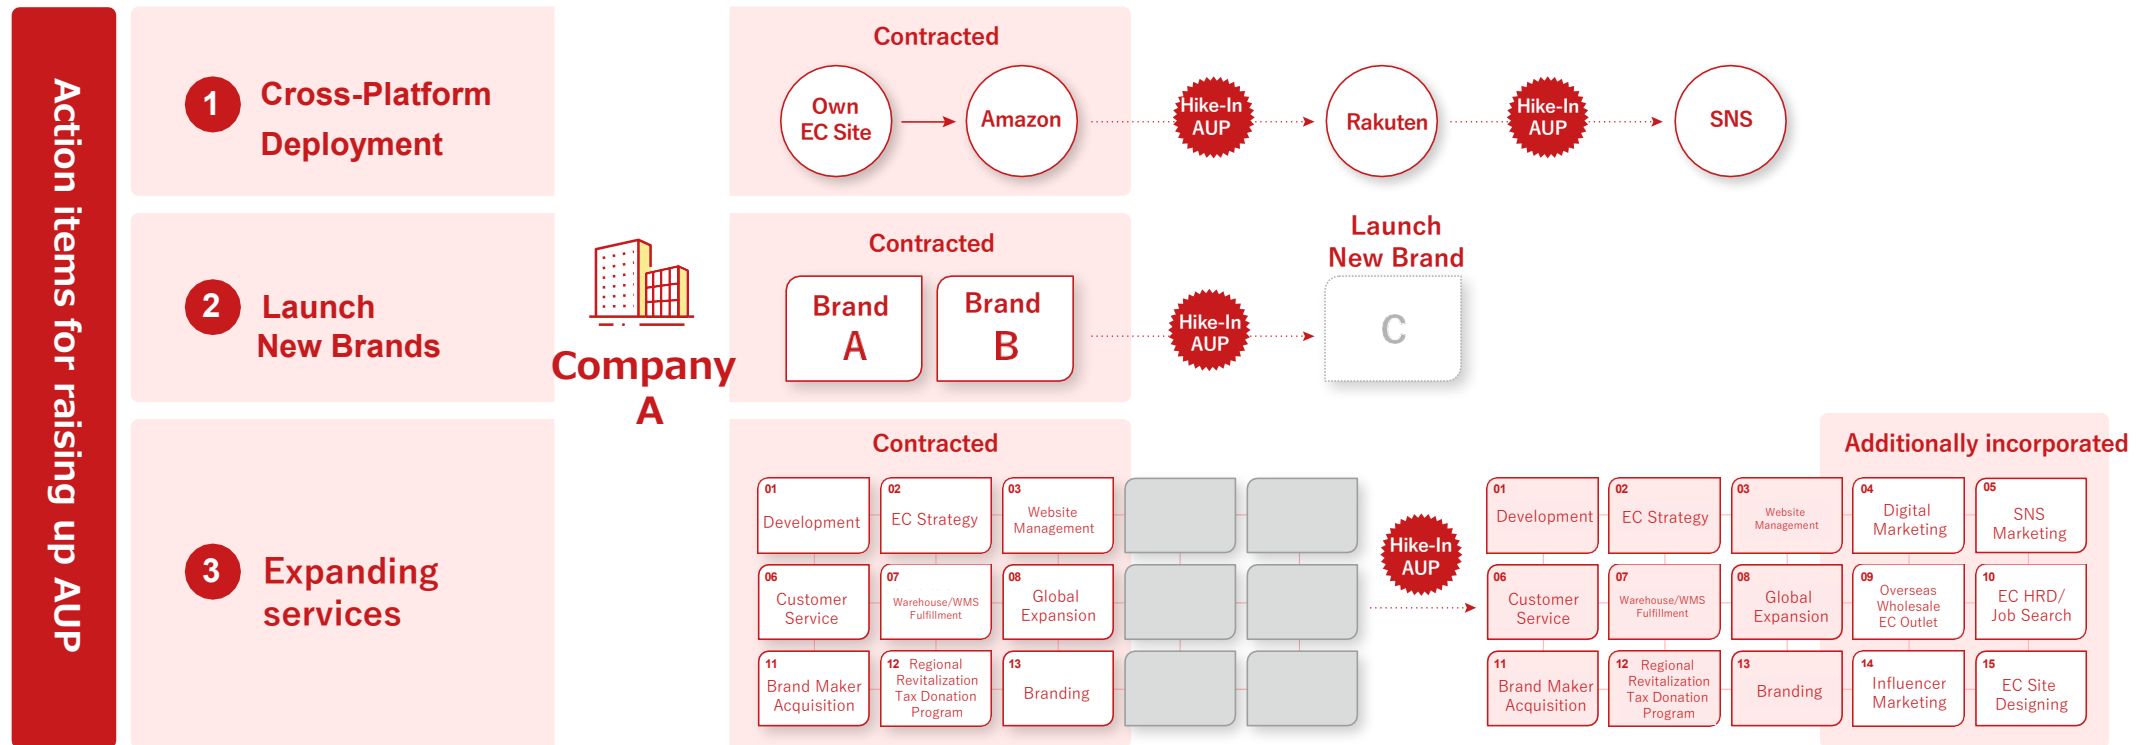 Action items for raising up AUP
1
Cross-Platform
Deployment
Contracted
Own
EC Site
Amazon
Hike-In
AUP
Rakuten
Hike-In
AUP
SNS
2
Launch
New Brands
Company
A
Contracted
Brand
A
Brand
B
Hike-In
AUP
Launch
New Brand
C
3
Expanding
services
Contracted
01
Development
02
EC Strategy
03
Website
Management
06
Customer
Service
07
Warehouse/WMS
Fulfillment
08
Global
Expansion
11
Brand Maker
Acquisition
12 Regional
Revitalization
Tax Donation
Program
13
Branding
Hike-In
AUP
Additionally incorporated
01
Development
02
EC Strategy
03
Website
Management
04
Digital
Marketing
05
SNS
Marketing
06
Customer
Service
07
Warehouse/WMS
Fulfillment
08
Global
Expansion
09
Overseas
Wholesale
EC Outlet
10
EC HRD/
Job Search
11
Brand Maker
Acquisition
12 Regional
Revitalization
Tax Donation
Program
13
Branding
14
Influencer
Marketing
15
EC Site
Designing